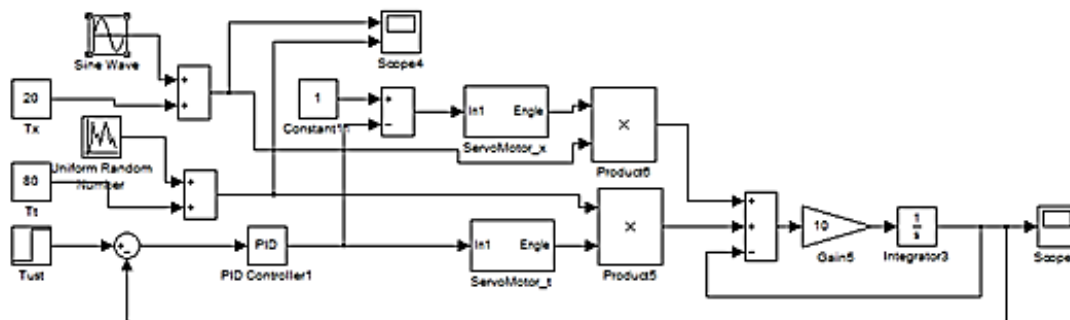 Sine Wave
Scope4
20
Tx
1
In1
Engle
×
ServoMotor_x
Product6
Uniform Random
Number
80
Tt
Tust
PID
PID Controller1
In1
Engle
ServoMotor_t
×
Product5
10
Gain5
1
s
Integrator3
Scope